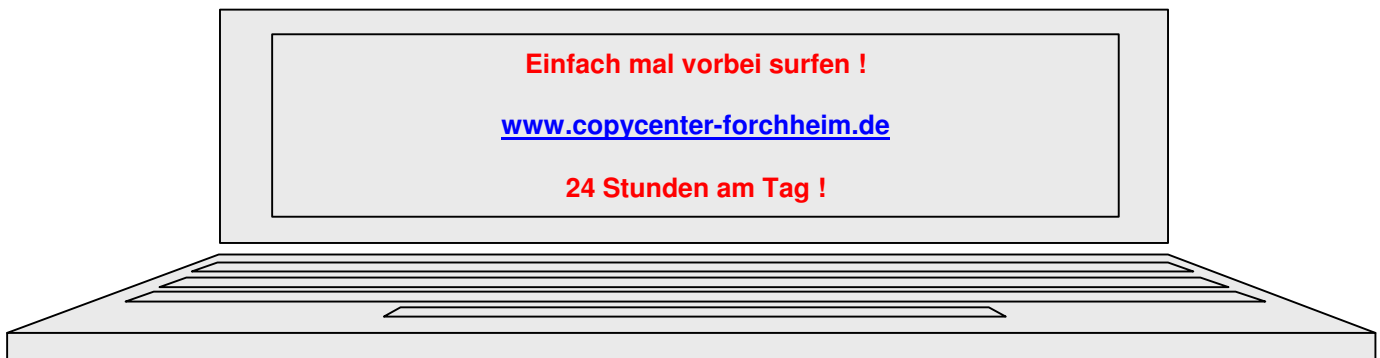 Einfach mal vorbei surfen !
www.copycenter-forchheim.de
24 Stunden am Tag !